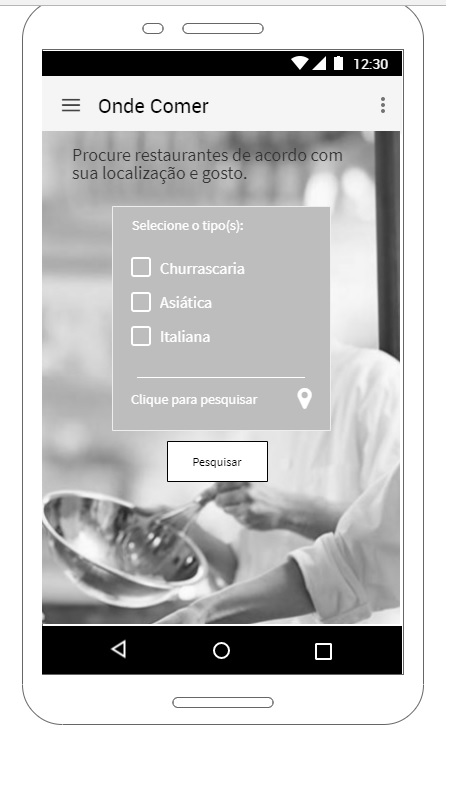 12:30
Onde Comer
Procure restaurantes de acordo com
sua localização e gosto.
Selecione o tipo(s):
Churrascaria
Asiática
Italiana
Clique para pesquisar
Pesquisar